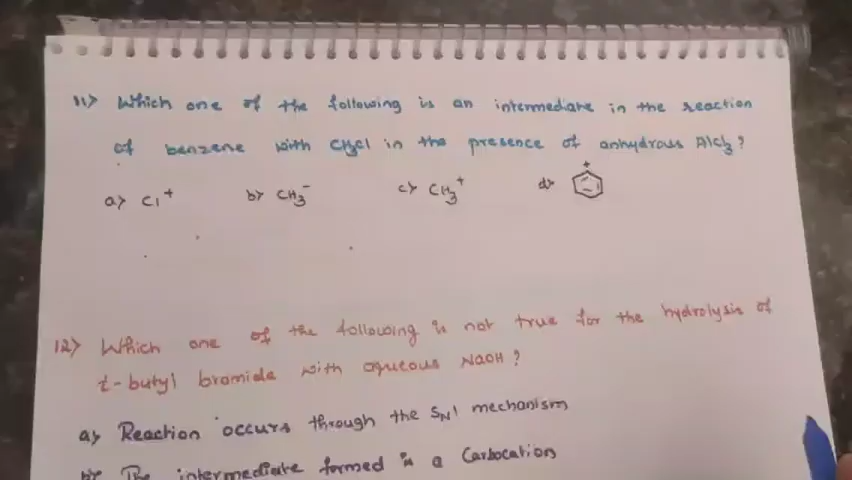 11) Which one of the following is an intermediate in the reaction
of benzene with CH3Cl in the presence of anhydrous AlCl3?
a) Cl+ b) CH3- c) CH3+ d) +
12) Which one of the following is not true for the hydrolysis of
t-butyl bromide with aqueous NaOH?
a) Reaction occurs through the SN1 mechanism
b) The intermediate formed is a Carbocation